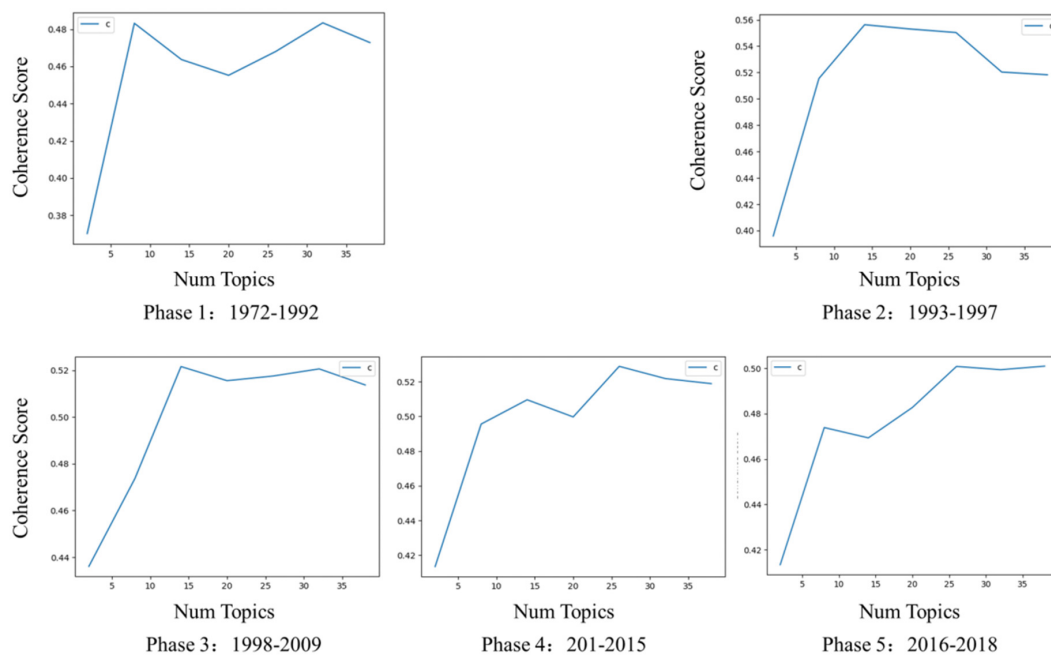 c
0.48
0.46
0.44
0.42
0.40
0.38
Coherence Score
5 10 15 20 25 30 35
Num Topics
Phase 1：1972-1992
c
0.56
0.54
0.52
0.50
0.48
0.46
0.44
0.42
0.40
Coherence Score
5 10 15 20 25 30 35
Num Topics
Phase 2：1993-1997
c
0.52
0.50
0.48
0.46
0.44
Coherence Score
5 10 15 20 25 30 35
Num Topics
Phase 3：1998-2009
c
0.52
0.50
0.48
0.46
0.44
0.42
5 10 15 20 25 30 35
Num Topics
Phase 4：201-2015
c
0.50
0.48
0.46
0.44
0.42
5 10 15 20 25 30 35
Num Topics
Phase 5：2016-2018